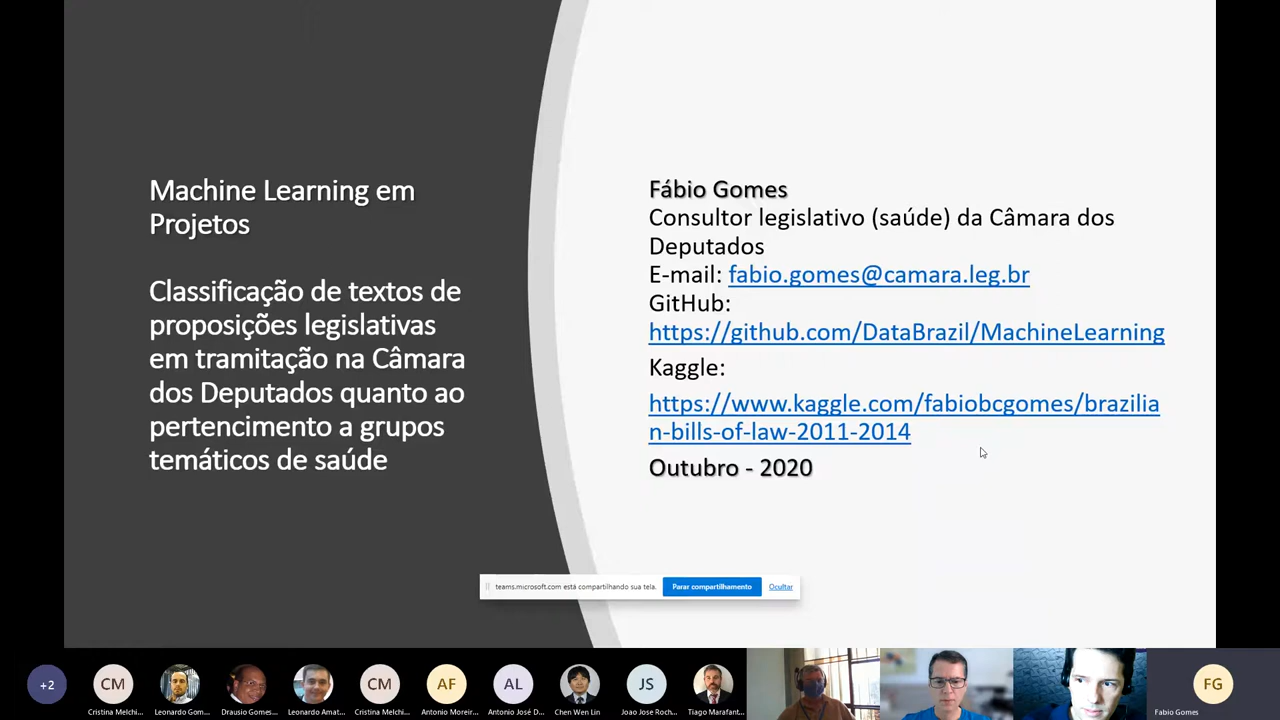 Machine Learning em
Projetos
Classificação de textos de
proposições legislativas
em tramitação na Câmara
dos Deputados quanto ao
pertencimento a grupos
temáticos de saúde
Fábio Gomes
Consultor legislativo (saúde) da Câmara dos
Deputados
E-mail: fabio.gomes@camara.leg.br
GitHub:
https://github.com/DataBrazil/MachineLearning
Kaggle:
https://www.kaggle.com/fabiobcgomes/brazilia
n-bills-of-law-2011-2014
Outubro - 2020
teams.microsoft.com está compartilhando sua tela.
Parar compartilhamento
Ocultar
+2
CM
CM
AF
AL
JS
FG
Cristina Melchi...
Leonardo Gom...
Drausio Gomes...
Leonardo Amat...
Cristina Melchi...
Antonio Moreir...
Antonio José D...
Chen Wen Lin
Joao Jose Roch...
Tiago Marafant...
Fabio Gomes